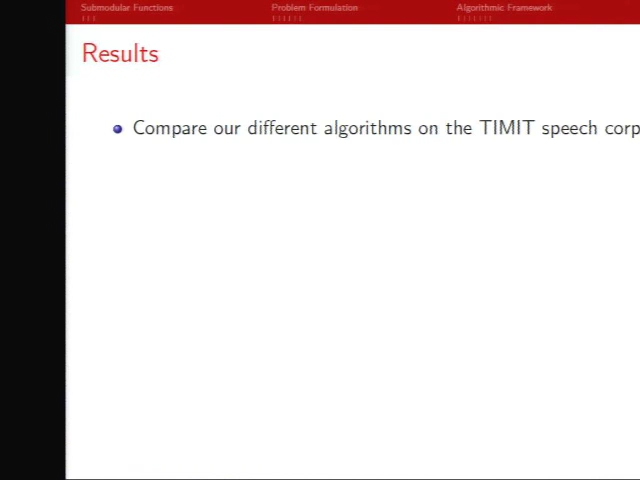 Submodular Functions Problem Formulation Algorithmic Framework
Results
Compare our different algorithms on the TIMIT speech corp